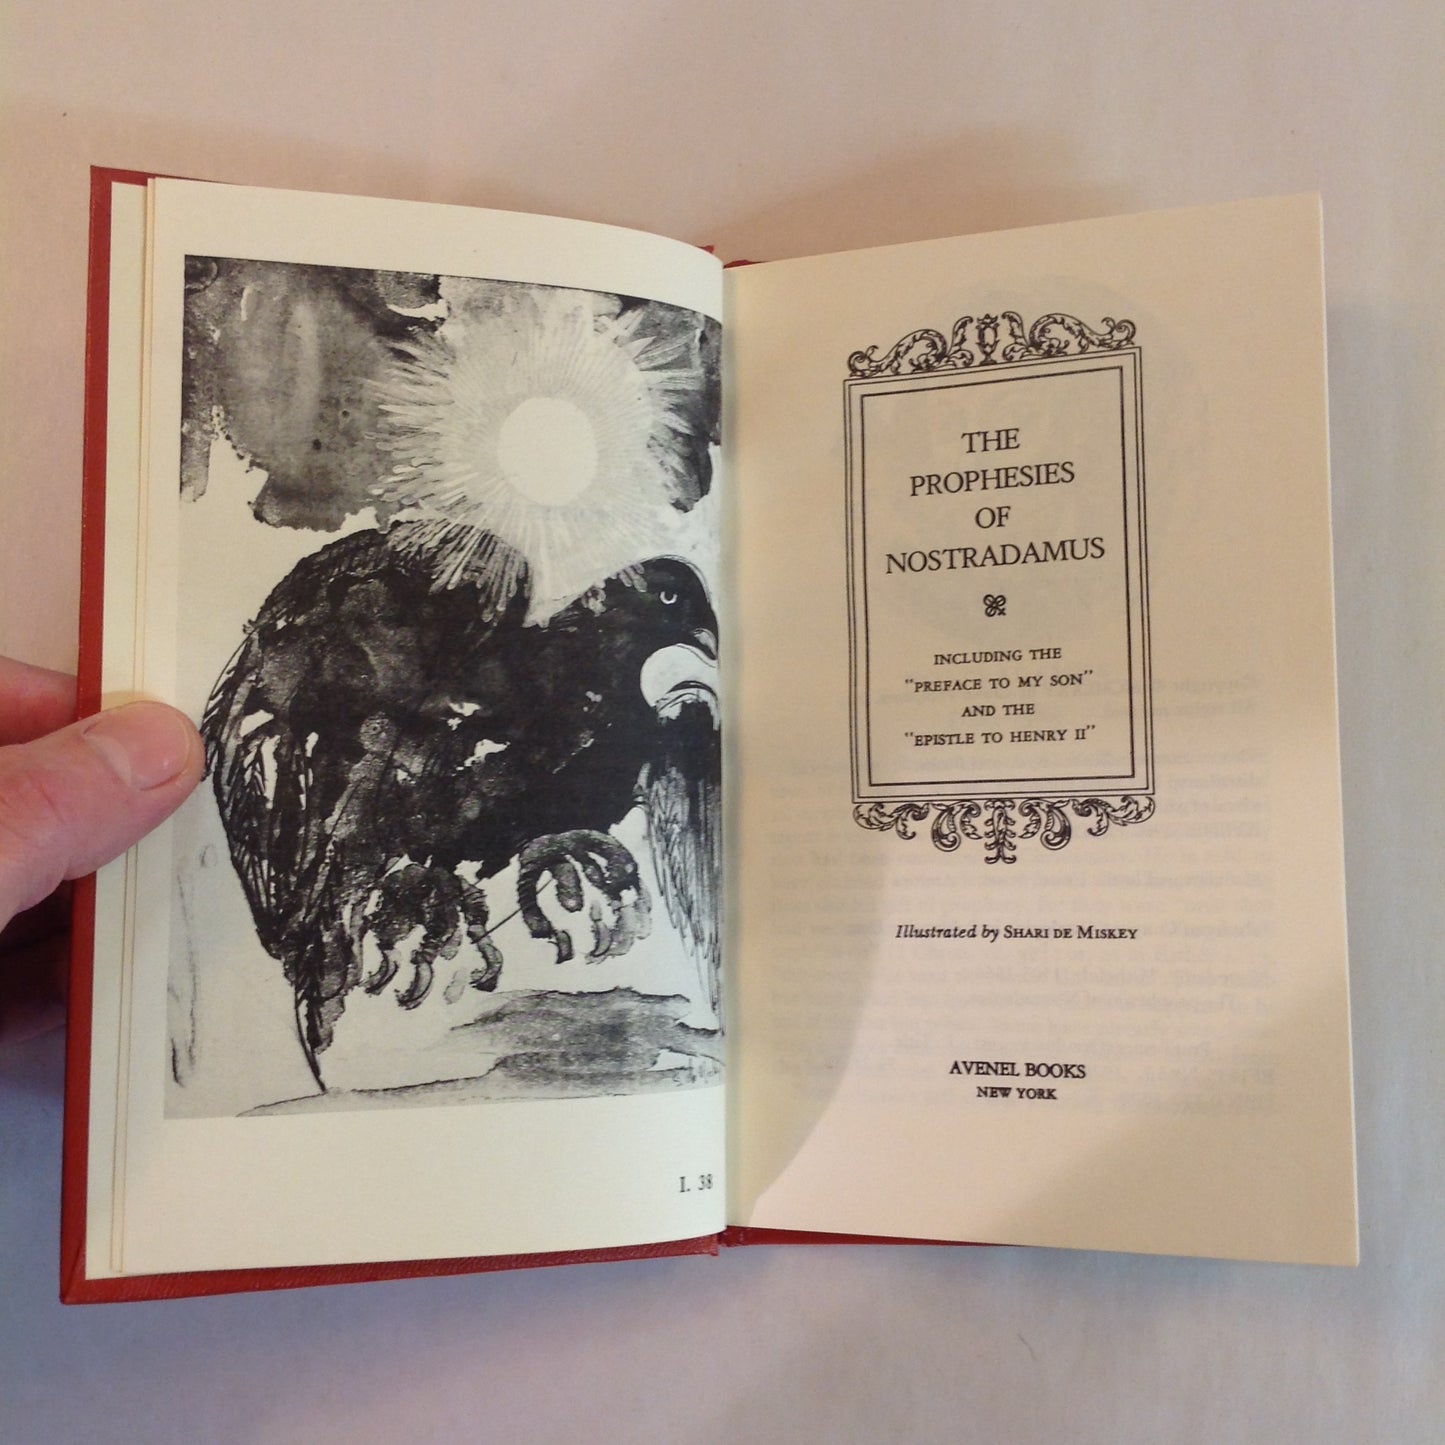 I. 38
THE
PROPHESIES
OF
NOSTRADAMUS
INCLUDING THE
"PREFACE TO MY SON"
AND THE
"EPISTLE TO HENRY II"
Illustrated by SHARI DE MISKEY
AVENEL BOOKS
NEW YORK